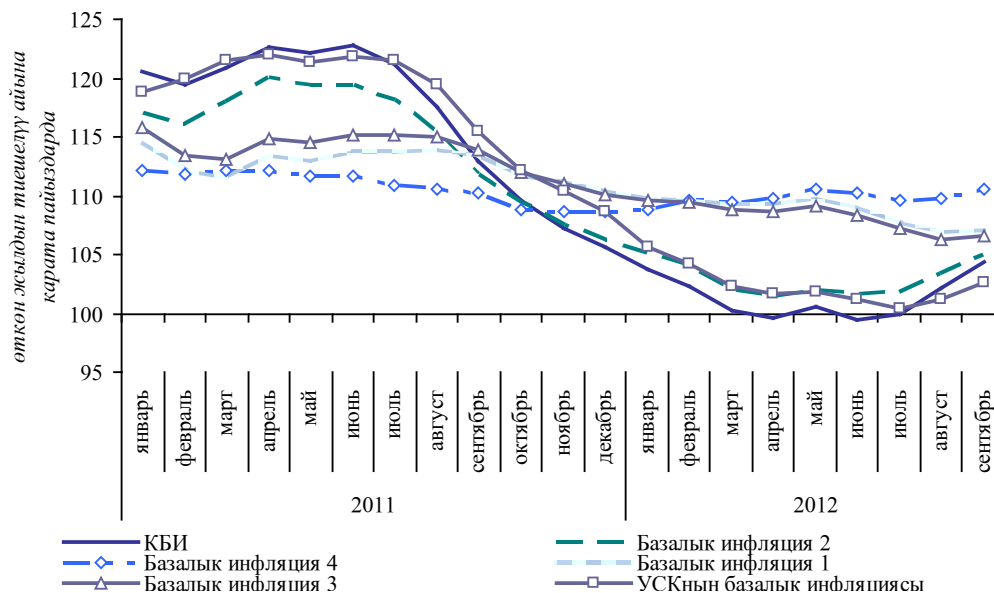 откон жылдын тиешелүү айына
карата пайыздарда
125
120
115
110
105
100
95
январь
февраль
март
апрель
май
июнь
июль
август
сентябрь
октябрь
ноябрь
декабрь
январь
февраль
март
апрель
май
июнь
июль
август
сентябрь
2011
2012
КБИ
Базалык инфляция 2
Базалык инфляция 4
Базалык инфляция 1
Базалык инфляция 3
УСКнын базалык инфляциясы